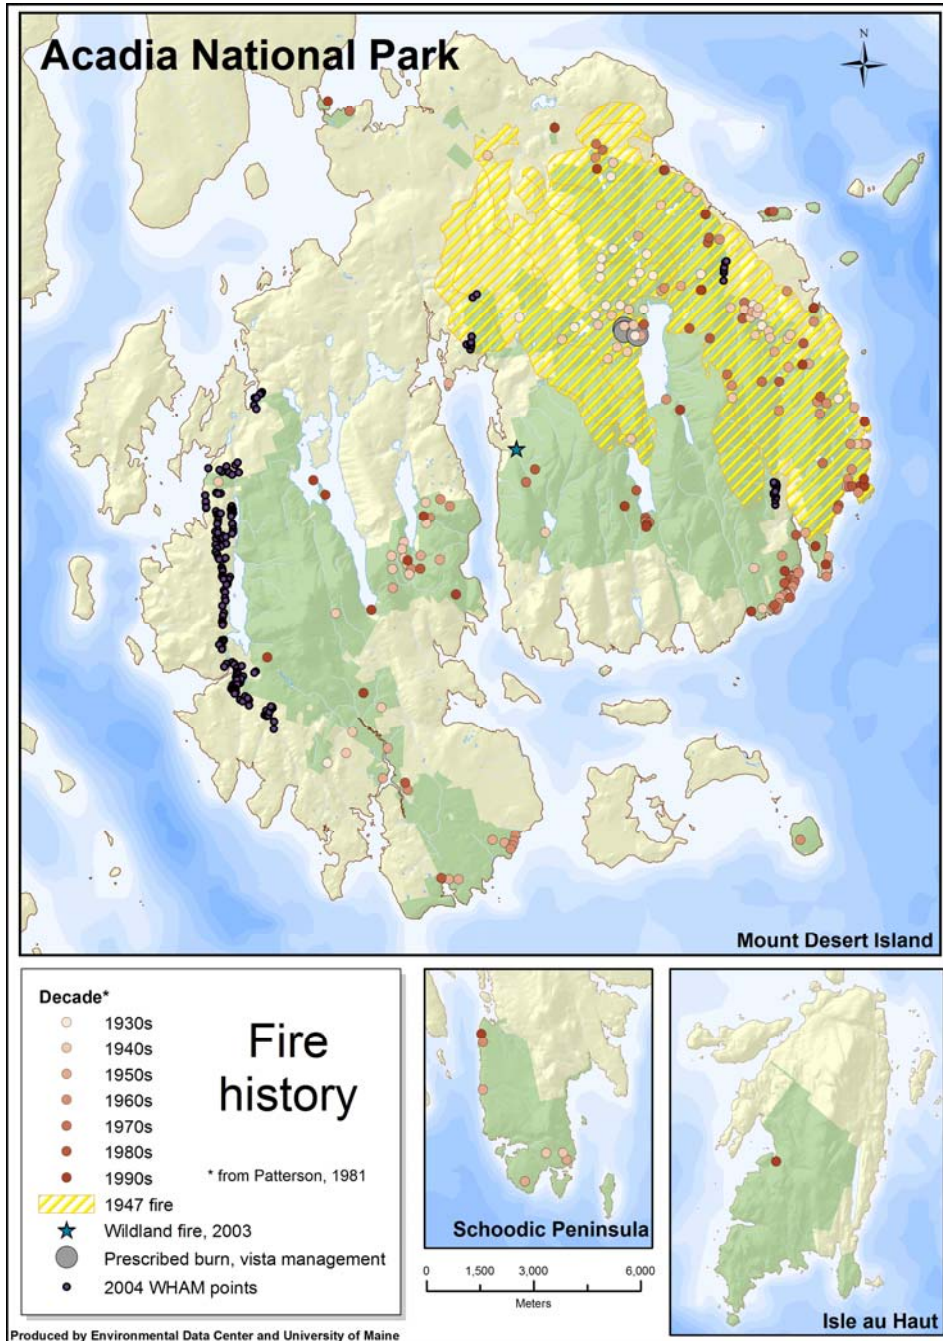 Acadia National Park
N
Mount Desert Island
Decade*
1930s
1940s
1950s
1960s
1970s
1980s
1990s
1947 fire
Wildland fire, 2003
Prescribed burn, vista management
2004 WHAM points
Fire
history
* from Patterson, 1981
Produced by Environmental Data Center and University of Maine
Schoodic Peninsula
0 1,500 3,000 6,000
Meters
Isle au Haut